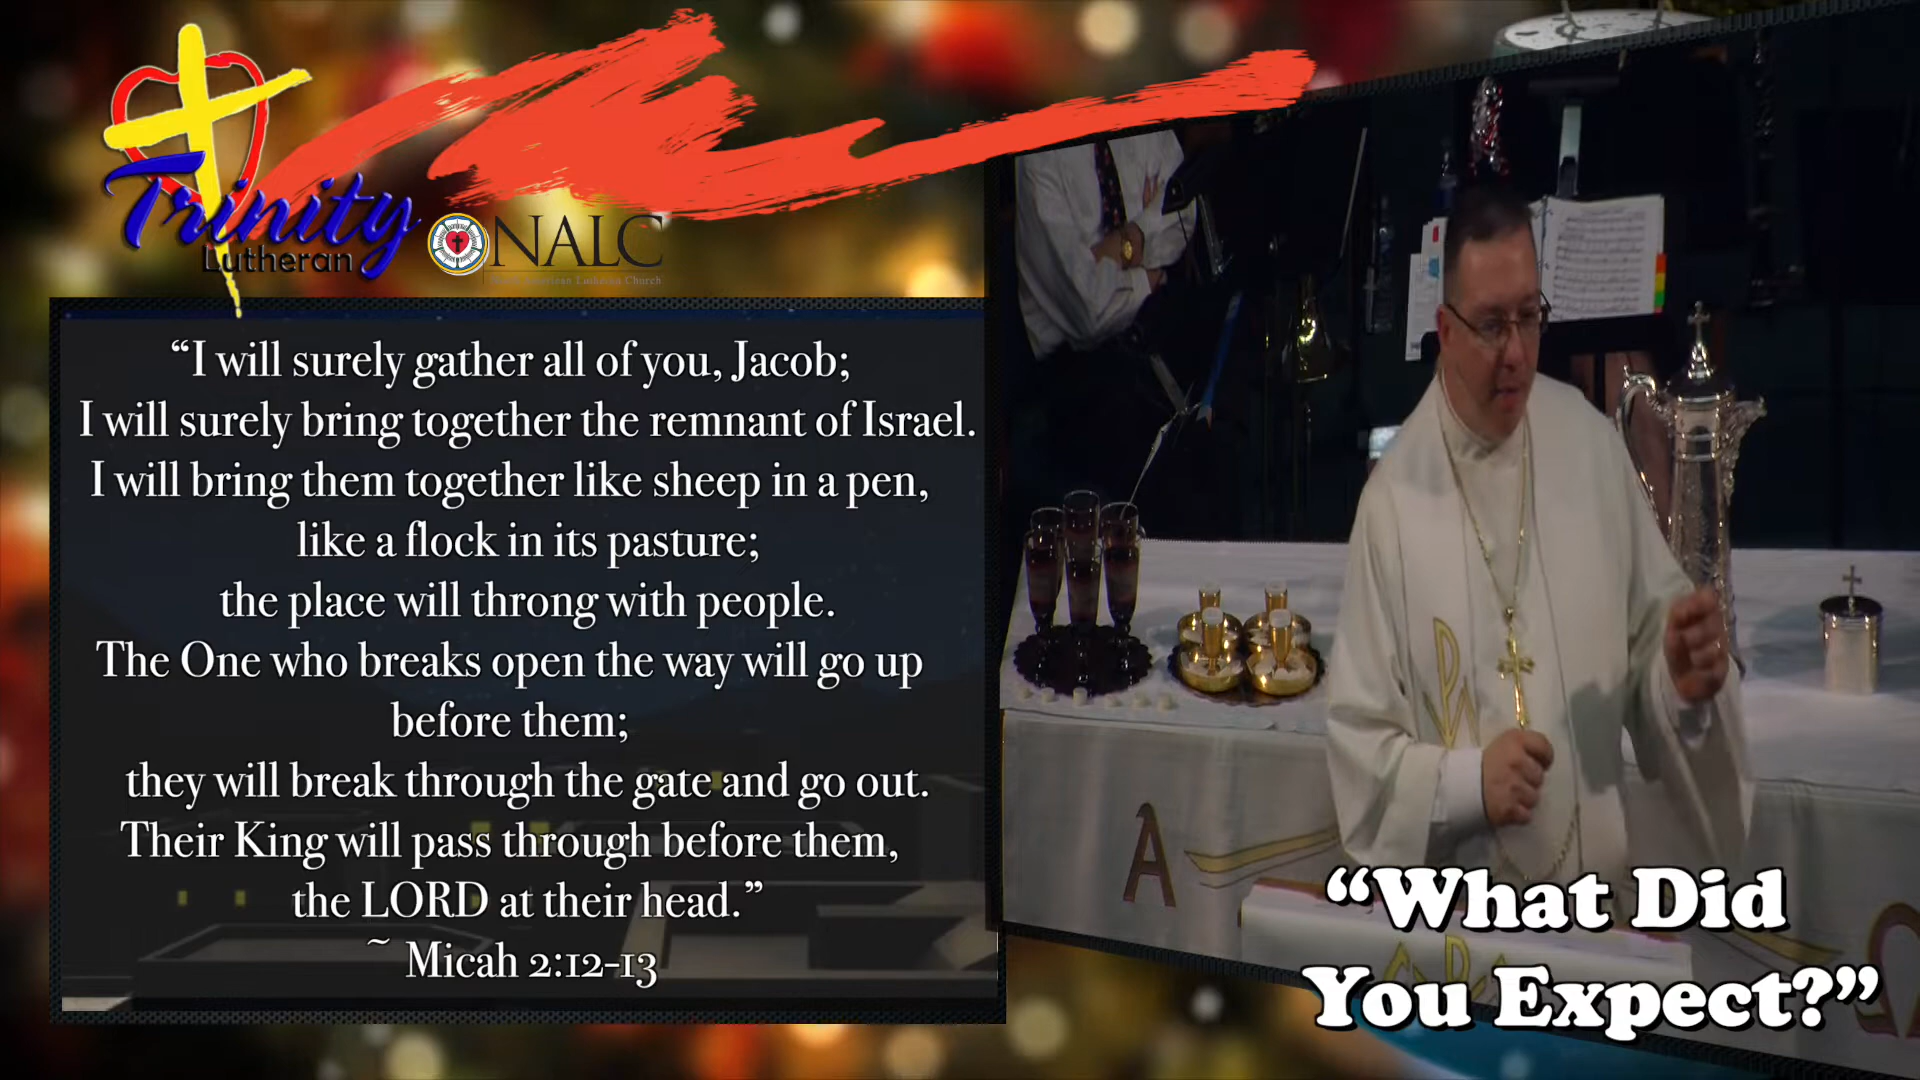 Trinity
Lutheran
NALC
North American Lutheran Church
“I will surely gather all of you, Jacob;
I will surely bring together the remnant of Israel.
I will bring them together like sheep in a pen,
like a flock in its pasture;
the place will throng with people.
The One who breaks open the way will go up
before them;
they will break through the gate and go out.
Their King will pass through before them,
the LORD at their head.”
~ Micah 2:12-13
Α
Ω
“What Did
You Expect?”